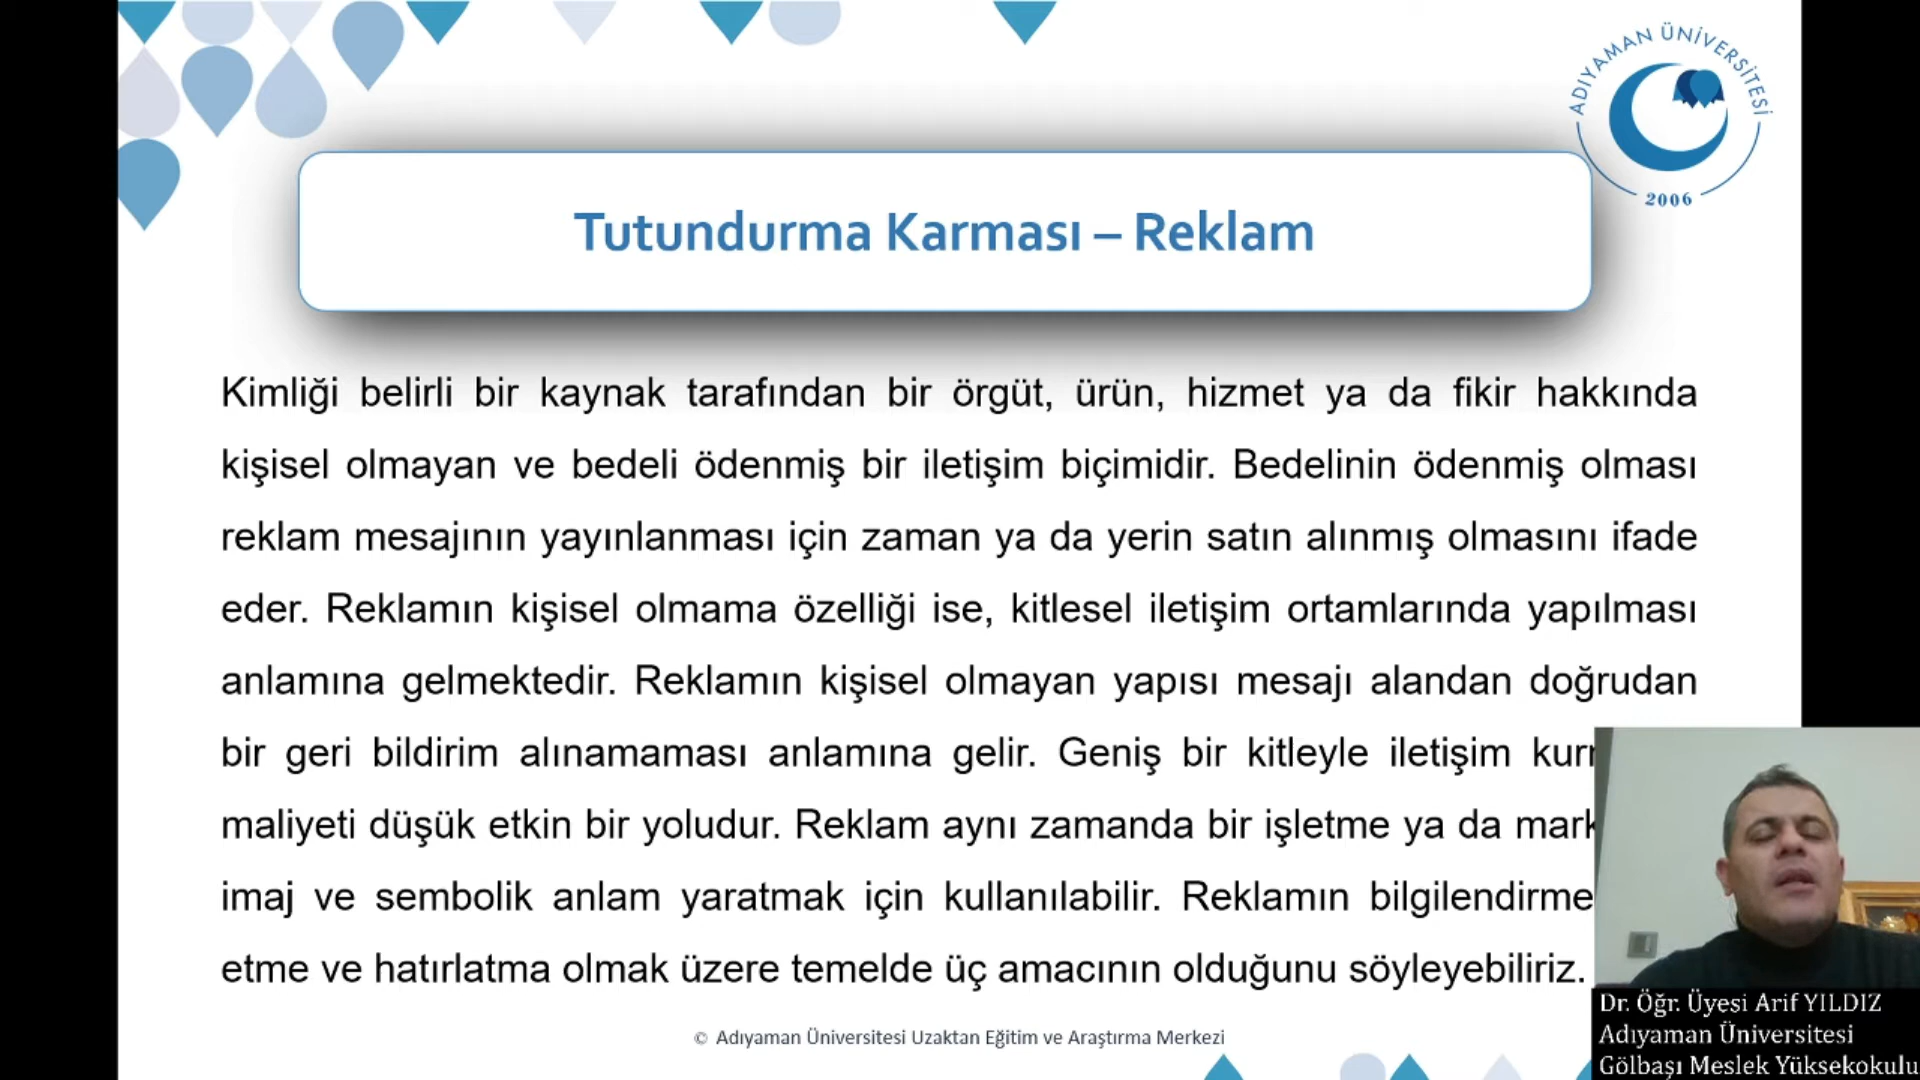 ADIYAMAN ÜNİVERSİTESİ
2006
Tutundurma Karması – Reklam
Kimliği belirli bir kaynak tarafından bir örgüt, ürün, hizmet ya da fikir hakkında
kişisel olmayan ve bedeli ödenmiş bir iletişim biçimidir. Bedelinin ödenmiş olması
reklam mesajının yayınlanması için zaman ya da yerin satın alınmış olmasını ifade
eder. Reklamın kişisel olmama özelliği ise, kitlesel iletişim ortamlarında yapılması
anlamına gelmektedir. Reklamın kişisel olmayan yapısı mesajı alandan doğrudan
bir geri bildirim alınamaması anlamına gelir. Geniş bir kitleyle iletişim
maliyeti düşük etkin bir yoludur. Reklam aynı zamanda bir işletme ya da
imaj ve sembolik anlam yaratmak için kullanılabilir. Reklamın bilgilendirme
etme ve hatırlatma olmak üzere temelde üç amacının olduğunu söyleyebiliriz.
© Adıyaman Üniversitesi Uzaktan Eğitim ve Araştırma Merkezi
Dr. Öğr. Üyesi Arif YILDIZ
Adıyaman Üniversitesi
Gölbaşı Meslek Yüksekokulu